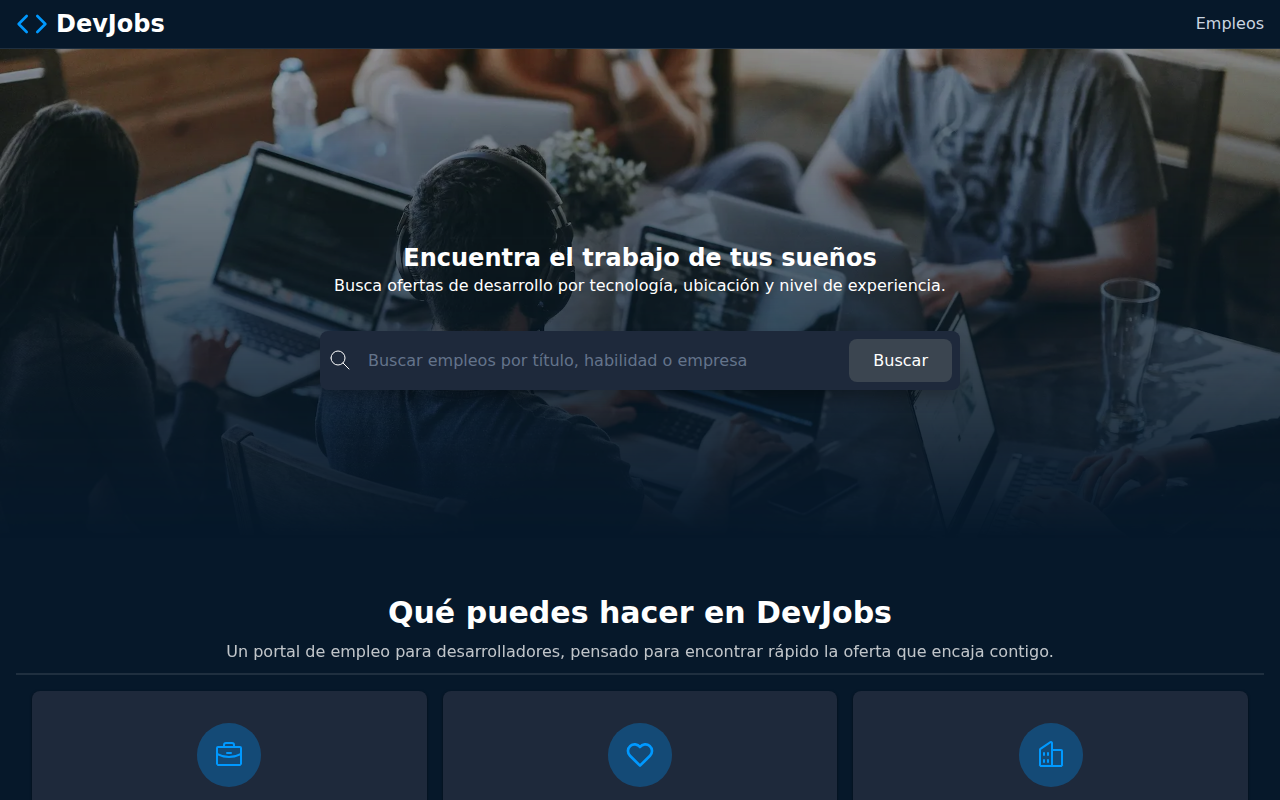 DevJobs
Empleos
Encuentra el trabajo de tus sueños
Busca ofertas de desarrollo por tecnología, ubicación y nivel de experiencia.
Buscar empleos por título, habilidad o empresa
Buscar
Qué puedes hacer en DevJobs
Un portal de empleo para desarrolladores, pensado para encontrar rápido la oferta que encaja contigo.